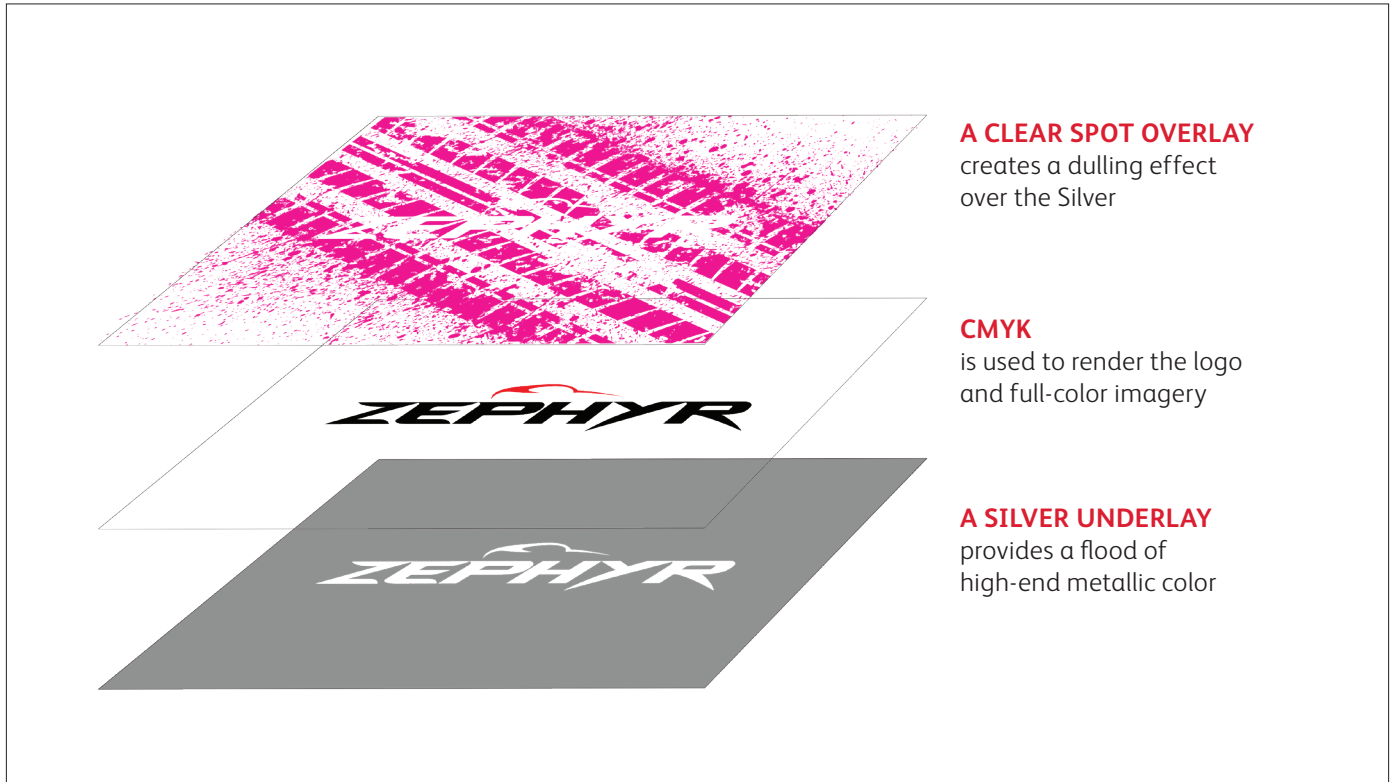 A CLEAR SPOT OVERLAY
creates a dulling effect
over the Silver
CMYK
is used to render the logo
and full-color imagery
ZEPHYR
A SILVER UNDERLAY
provides a flood of
high-end metallic color
ZEPHYR